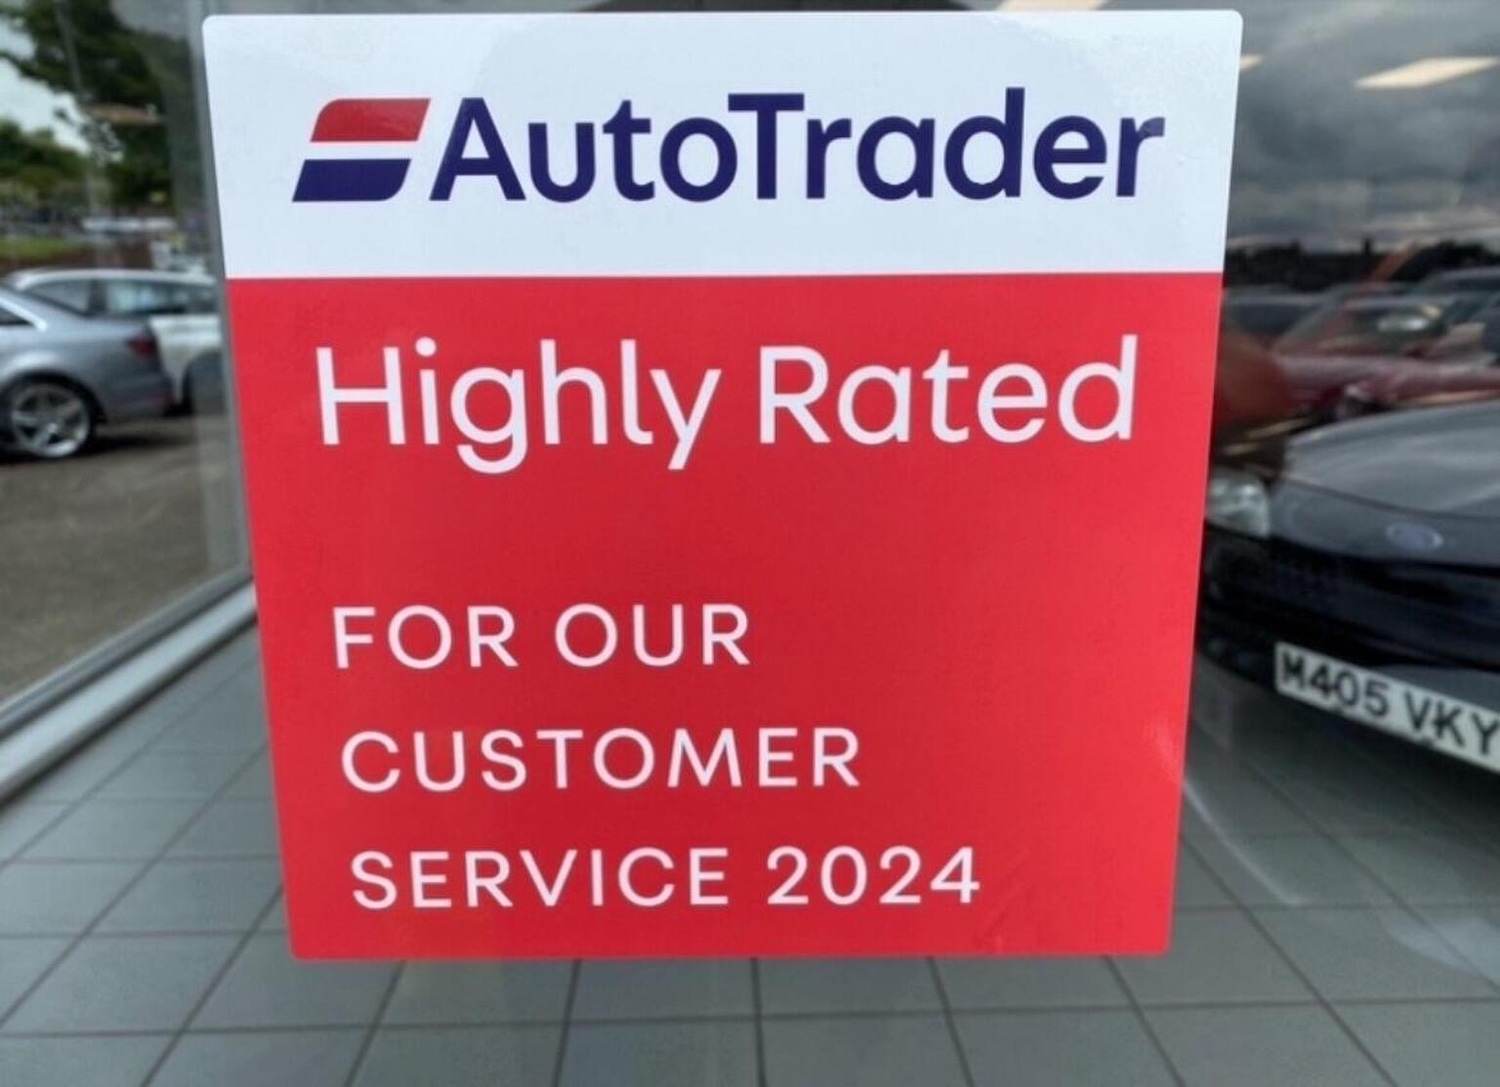 AutoTrader
Highly Rated
FOR OUR
CUSTOMER
SERVICE 2024
M405 VKY